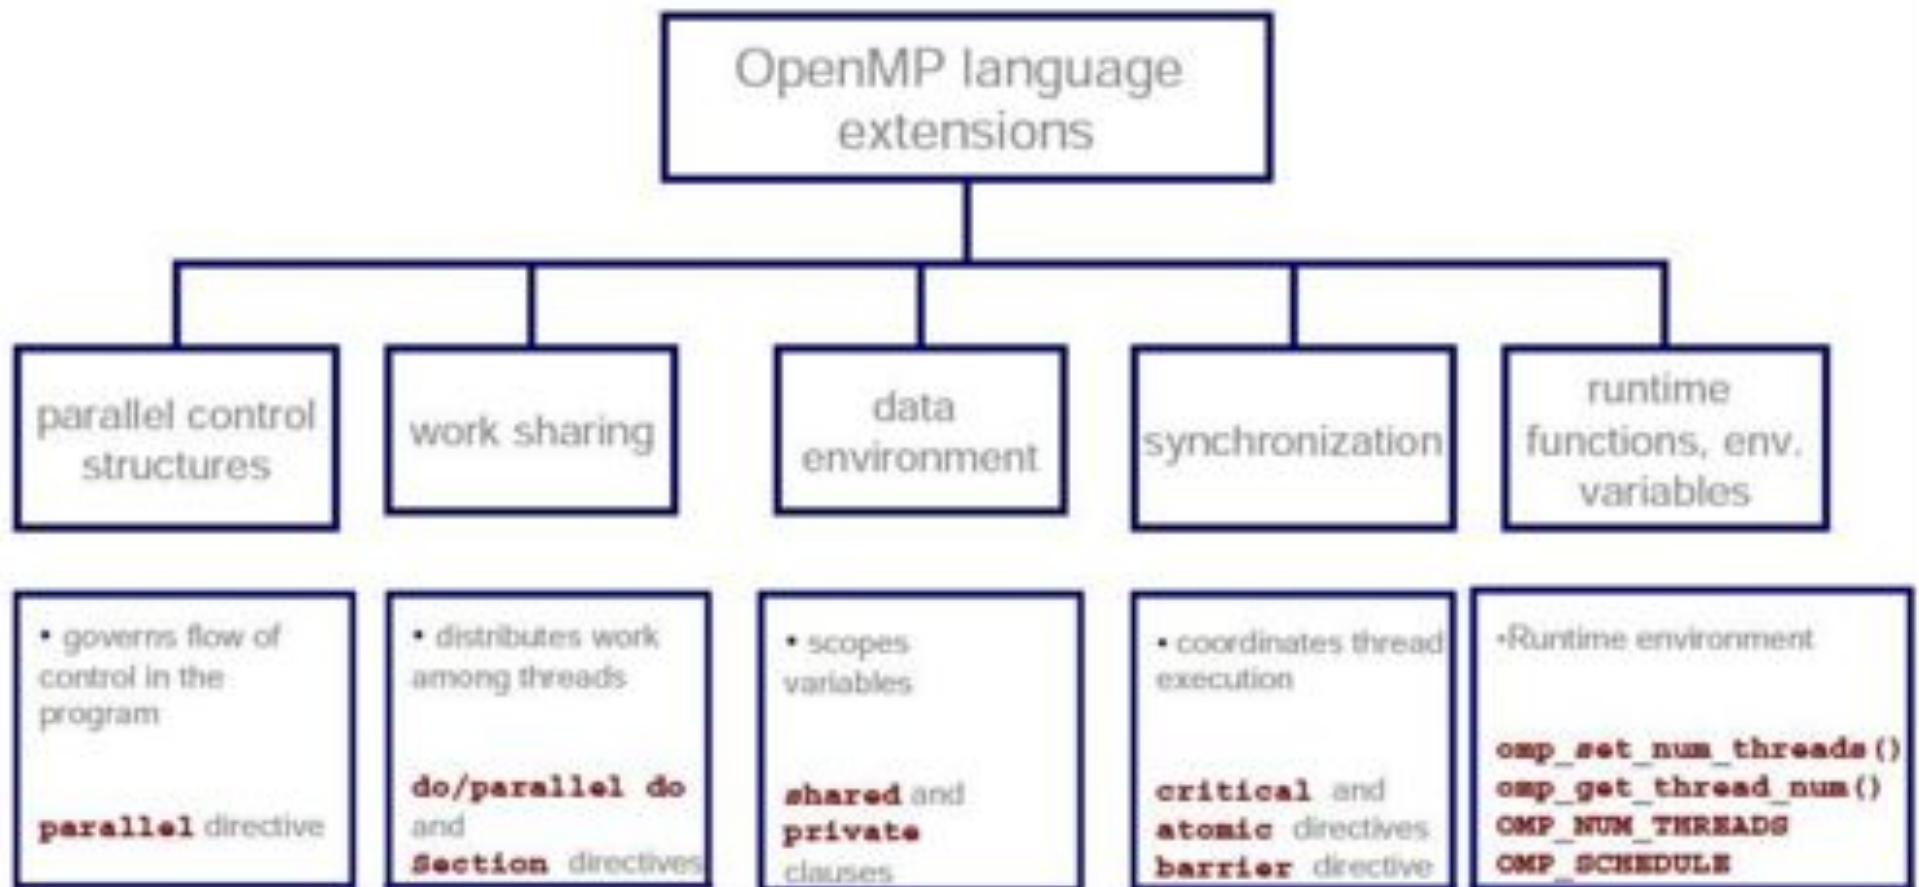 OpenMP language
extensions
parallel control
structures
work sharing
data
environment
synchronization
runtime
functions, env.
variables
• governs flow of
control in the
program
parallel directive
• distributes work
among threads
do/parallel do
and
Section directives
• scopes
variables
shared and
private
clauses
• coordinates thread
execution
critical and
atomic directives
barrier directive
•Runtime environment
omp_set_num_threads()
omp_get_thread_num()
OMP_NUM_THREADS
OMP_SCHEDULE